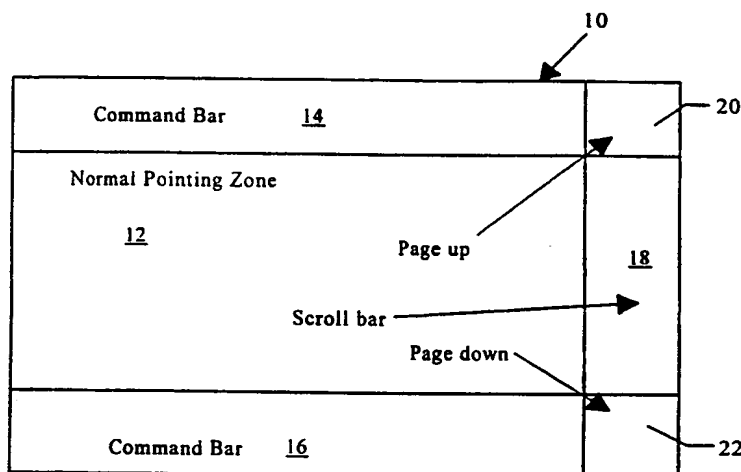 10
Command Bar 14
20
Normal Pointing Zone
12
Page up
18
Scroll bar
Page down
Command Bar 16
22